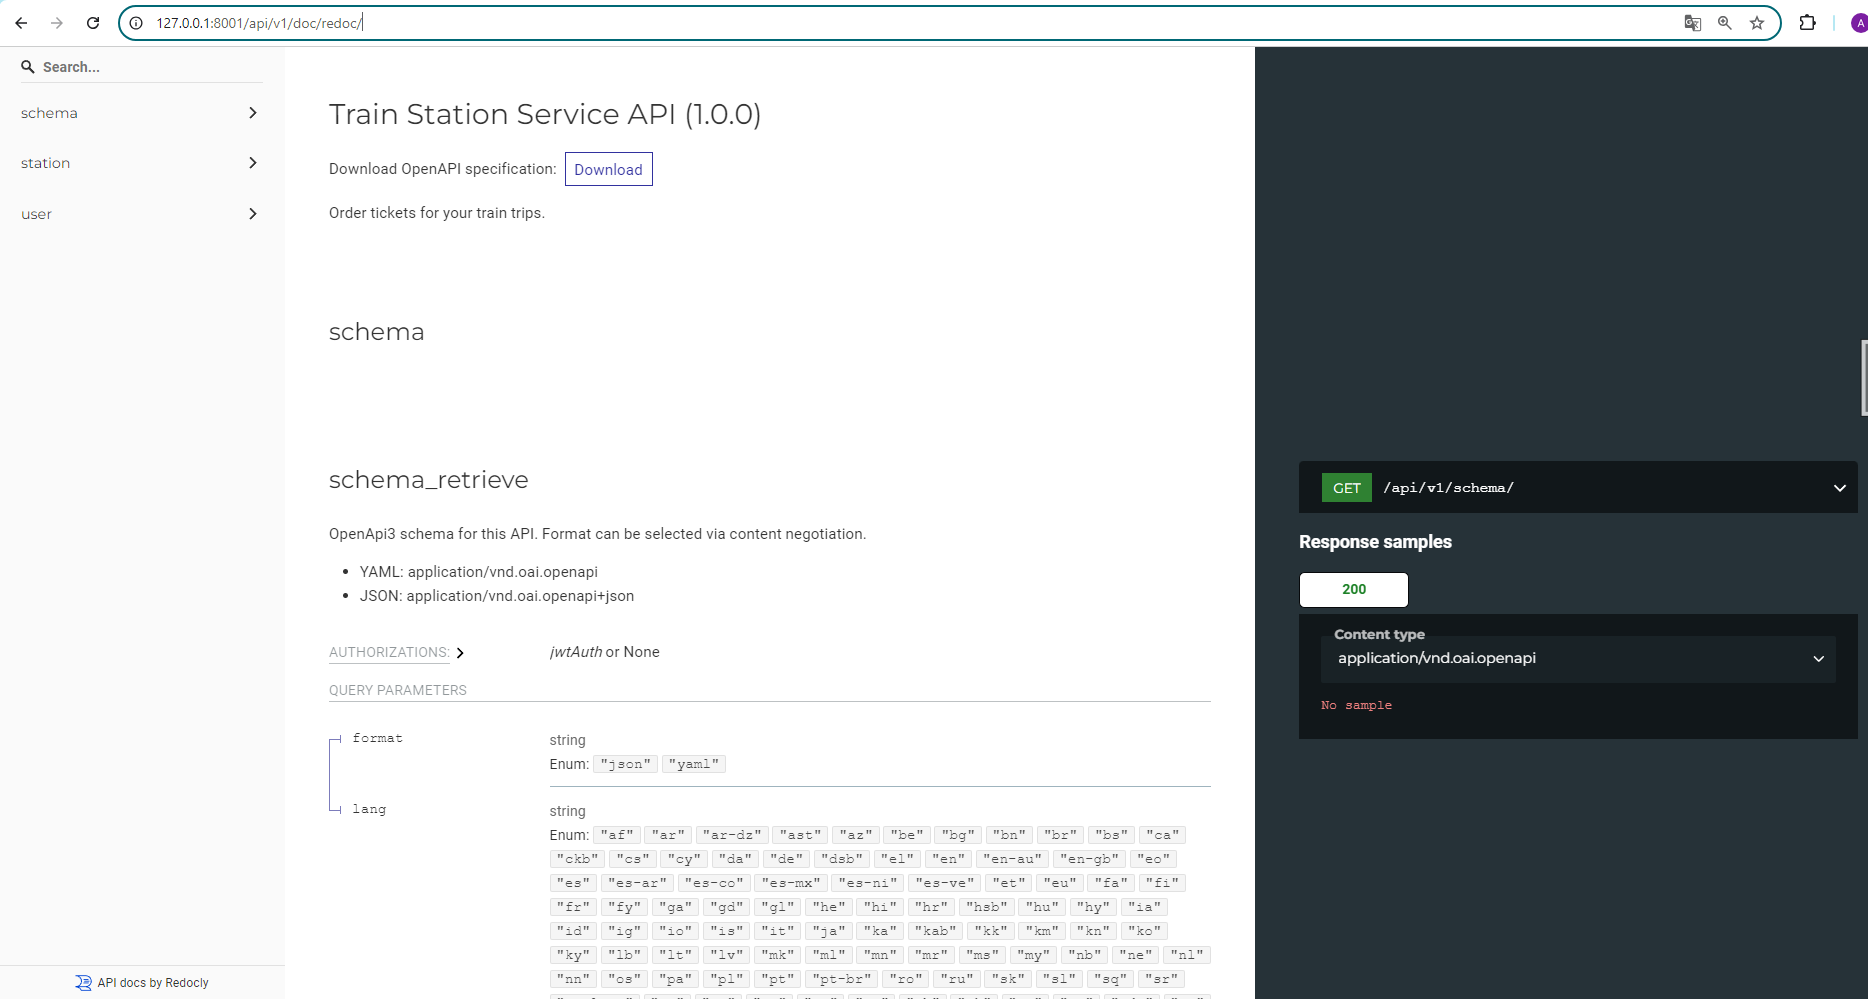 127.0.0.1:8001/api/v1/doc/redoc/
A
Search...
schema
station
user
API docs by Redocly
Train Station Service API (1.0.0)
Download OpenAPI specification: Download
Order tickets for your train trips.
schema
schema_retrieve
OpenApi3 schema for this API. Format can be selected via content negotiation.
• YAML: application/vnd.oai.openapi
• JSON: application/vnd.oai.openapi+json
AUTHORIZATIONS: jwtAuth or None
QUERY PARAMETERS
format string
Enum: "json" "yaml"
lang string
Enum: "af" "ar" "ar-dz" "ast" "az" "be" "bg" "bn" "br" "bs" "ca"
"ckb" "cs" "cy" "da" "de" "dsb" "el" "en" "en-au" "en-gb" "eo"
"es" "es-ar" "es-co" "es-mx" "es-ni" "es-ve" "et" "eu" "fa" "fi"
"fr" "fy" "ga" "gd" "gl" "he" "hi" "hr" "hsb" "hu" "hy" "ia"
"id" "ig" "io" "is" "it" "ja" "ka" "kab" "kk" "km" "kn" "ko"
"ky" "lb" "lt" "lv" "mk" "ml" "mn" "mr" "ms" "my" "nb" "ne" "nl"
"nn" "os" "pa" "pl" "pt" "pt-br" "ro" "ru" "sk" "sl" "sq" "sr"
GET /api/v1/schema/
Response samples
200
Content type
application/vnd.oai.openapi
No sample